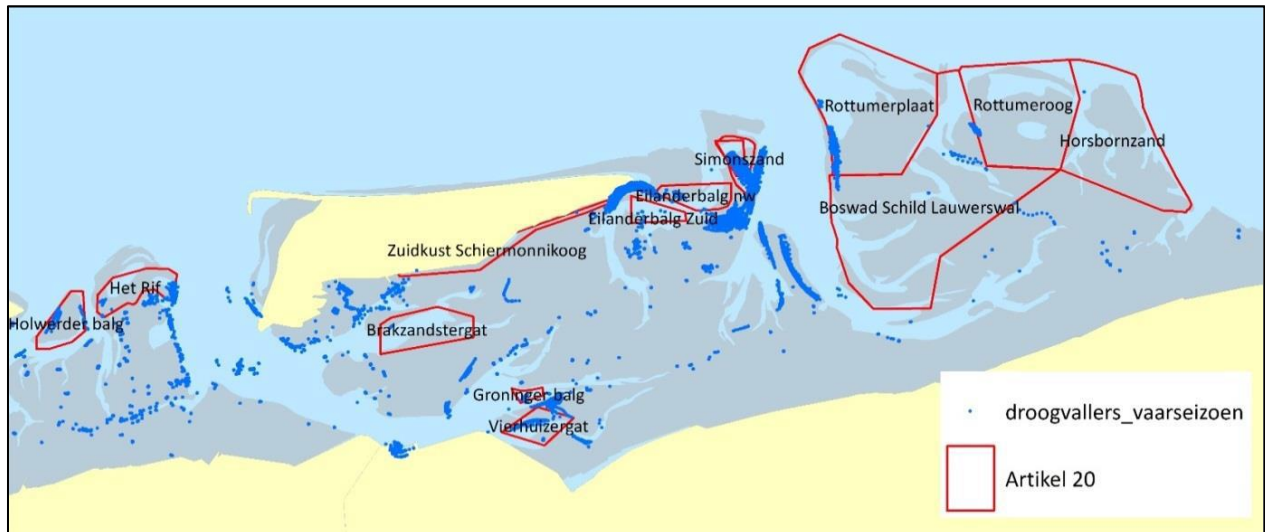 Rottumerplaat
Rottumeroog
Horsbornzand
Simonszand
Eilanderbalg nw
Eilanderbalg Zuid
Boswad Schild Lauwerswal
Zuidkust Schiermonnikoog
Het Rif
Holwerder balg
Brakzandstergat
Groninger balg
Vierhuizergat
droogvallers_vaarseizoen
Artikel 20